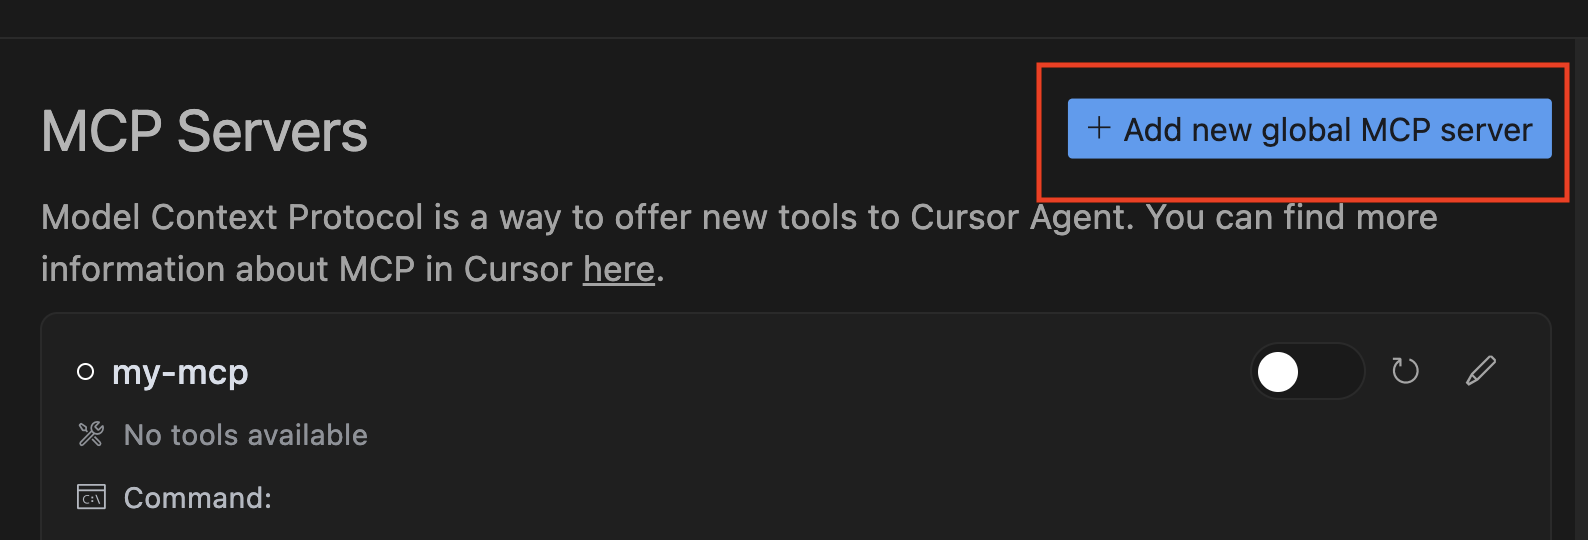 MCP Servers
+ Add new global MCP server
Model Context Protocol is a way to offer new tools to Cursor Agent. You can find more
information about MCP in Cursor here.
my-mcp
No tools available
C:\
Command: